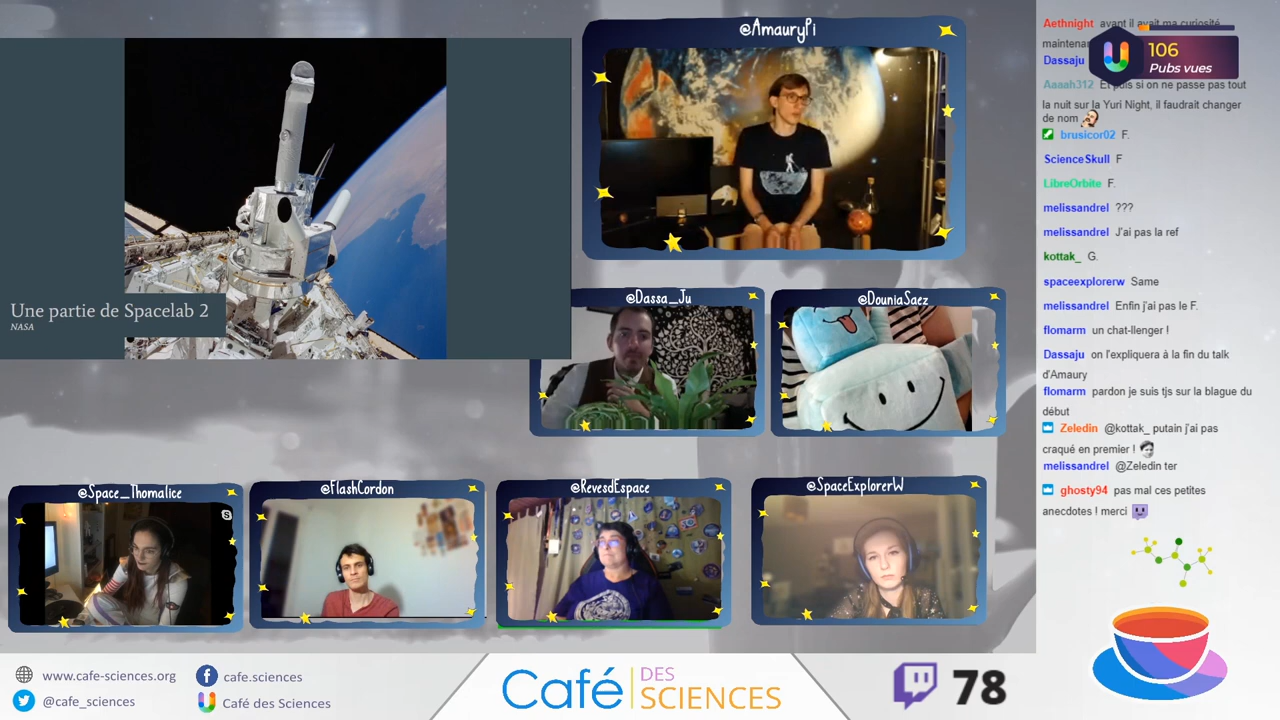 @AmauryPi
Une partie de Spacelab 2
NASA
@Dassa_Ju
@DouniaSaez
@Space_Thomalice
@FlashCordon
@RevesdEspace
@SpaceExplorerW
Aethnight avant il avait ma curiosité
maintenan
106
Pubs vues
Dassaju
Aaaah312 Et puis si on ne passe pas tout
la nuit sur la Yuri Night, il faudrait changer
de nom
brusicor02 F.
ScienceSkull F
LibreOrbite F.
melissandrel ???
melissandrel J'ai pas la ref
kottak_ G.
spaceexplorerw Same
melissandrel Enfin j'ai pas le F.
flomarm un chat-llenger !
Dassaju on l'expliquera à la fin du talk
d'Amaury
flomarm pardon je suis tjs sur la blague du
début
Zeledin @kottak_ putain j'ai pas
craqué en premier !
melissandrel @Zeledin ter
ghosty94 pas mal ces petites
anecdotes ! merci
www.cafe-sciences.org
cafe.sciences
@cafe_sciences
Café des Sciences
Café DES
SCIENCES
78